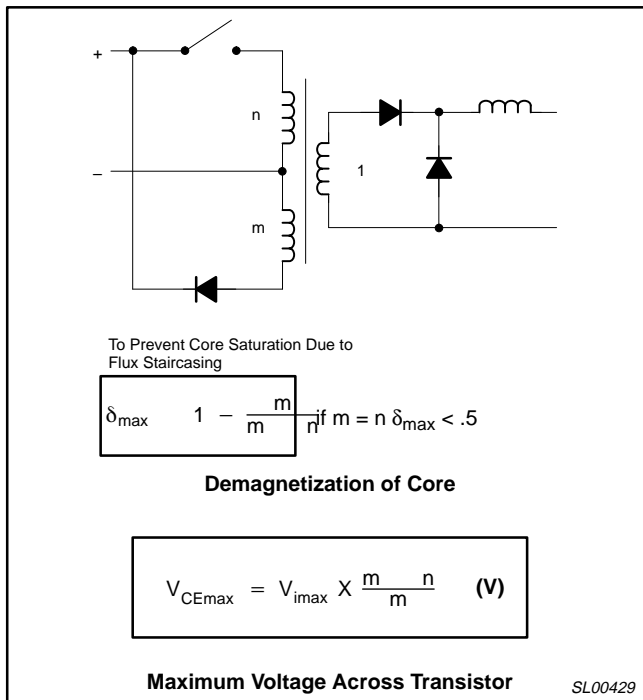 +
n
1
−
m
To Prevent Core Saturation Due to
Flux Staircasing
δmax 1 − m / m n if m = n δmax < .5
Demagnetization of Core
VCEmax = Vimax X m n / m (V)
Maximum Voltage Across Transistor
SL00429